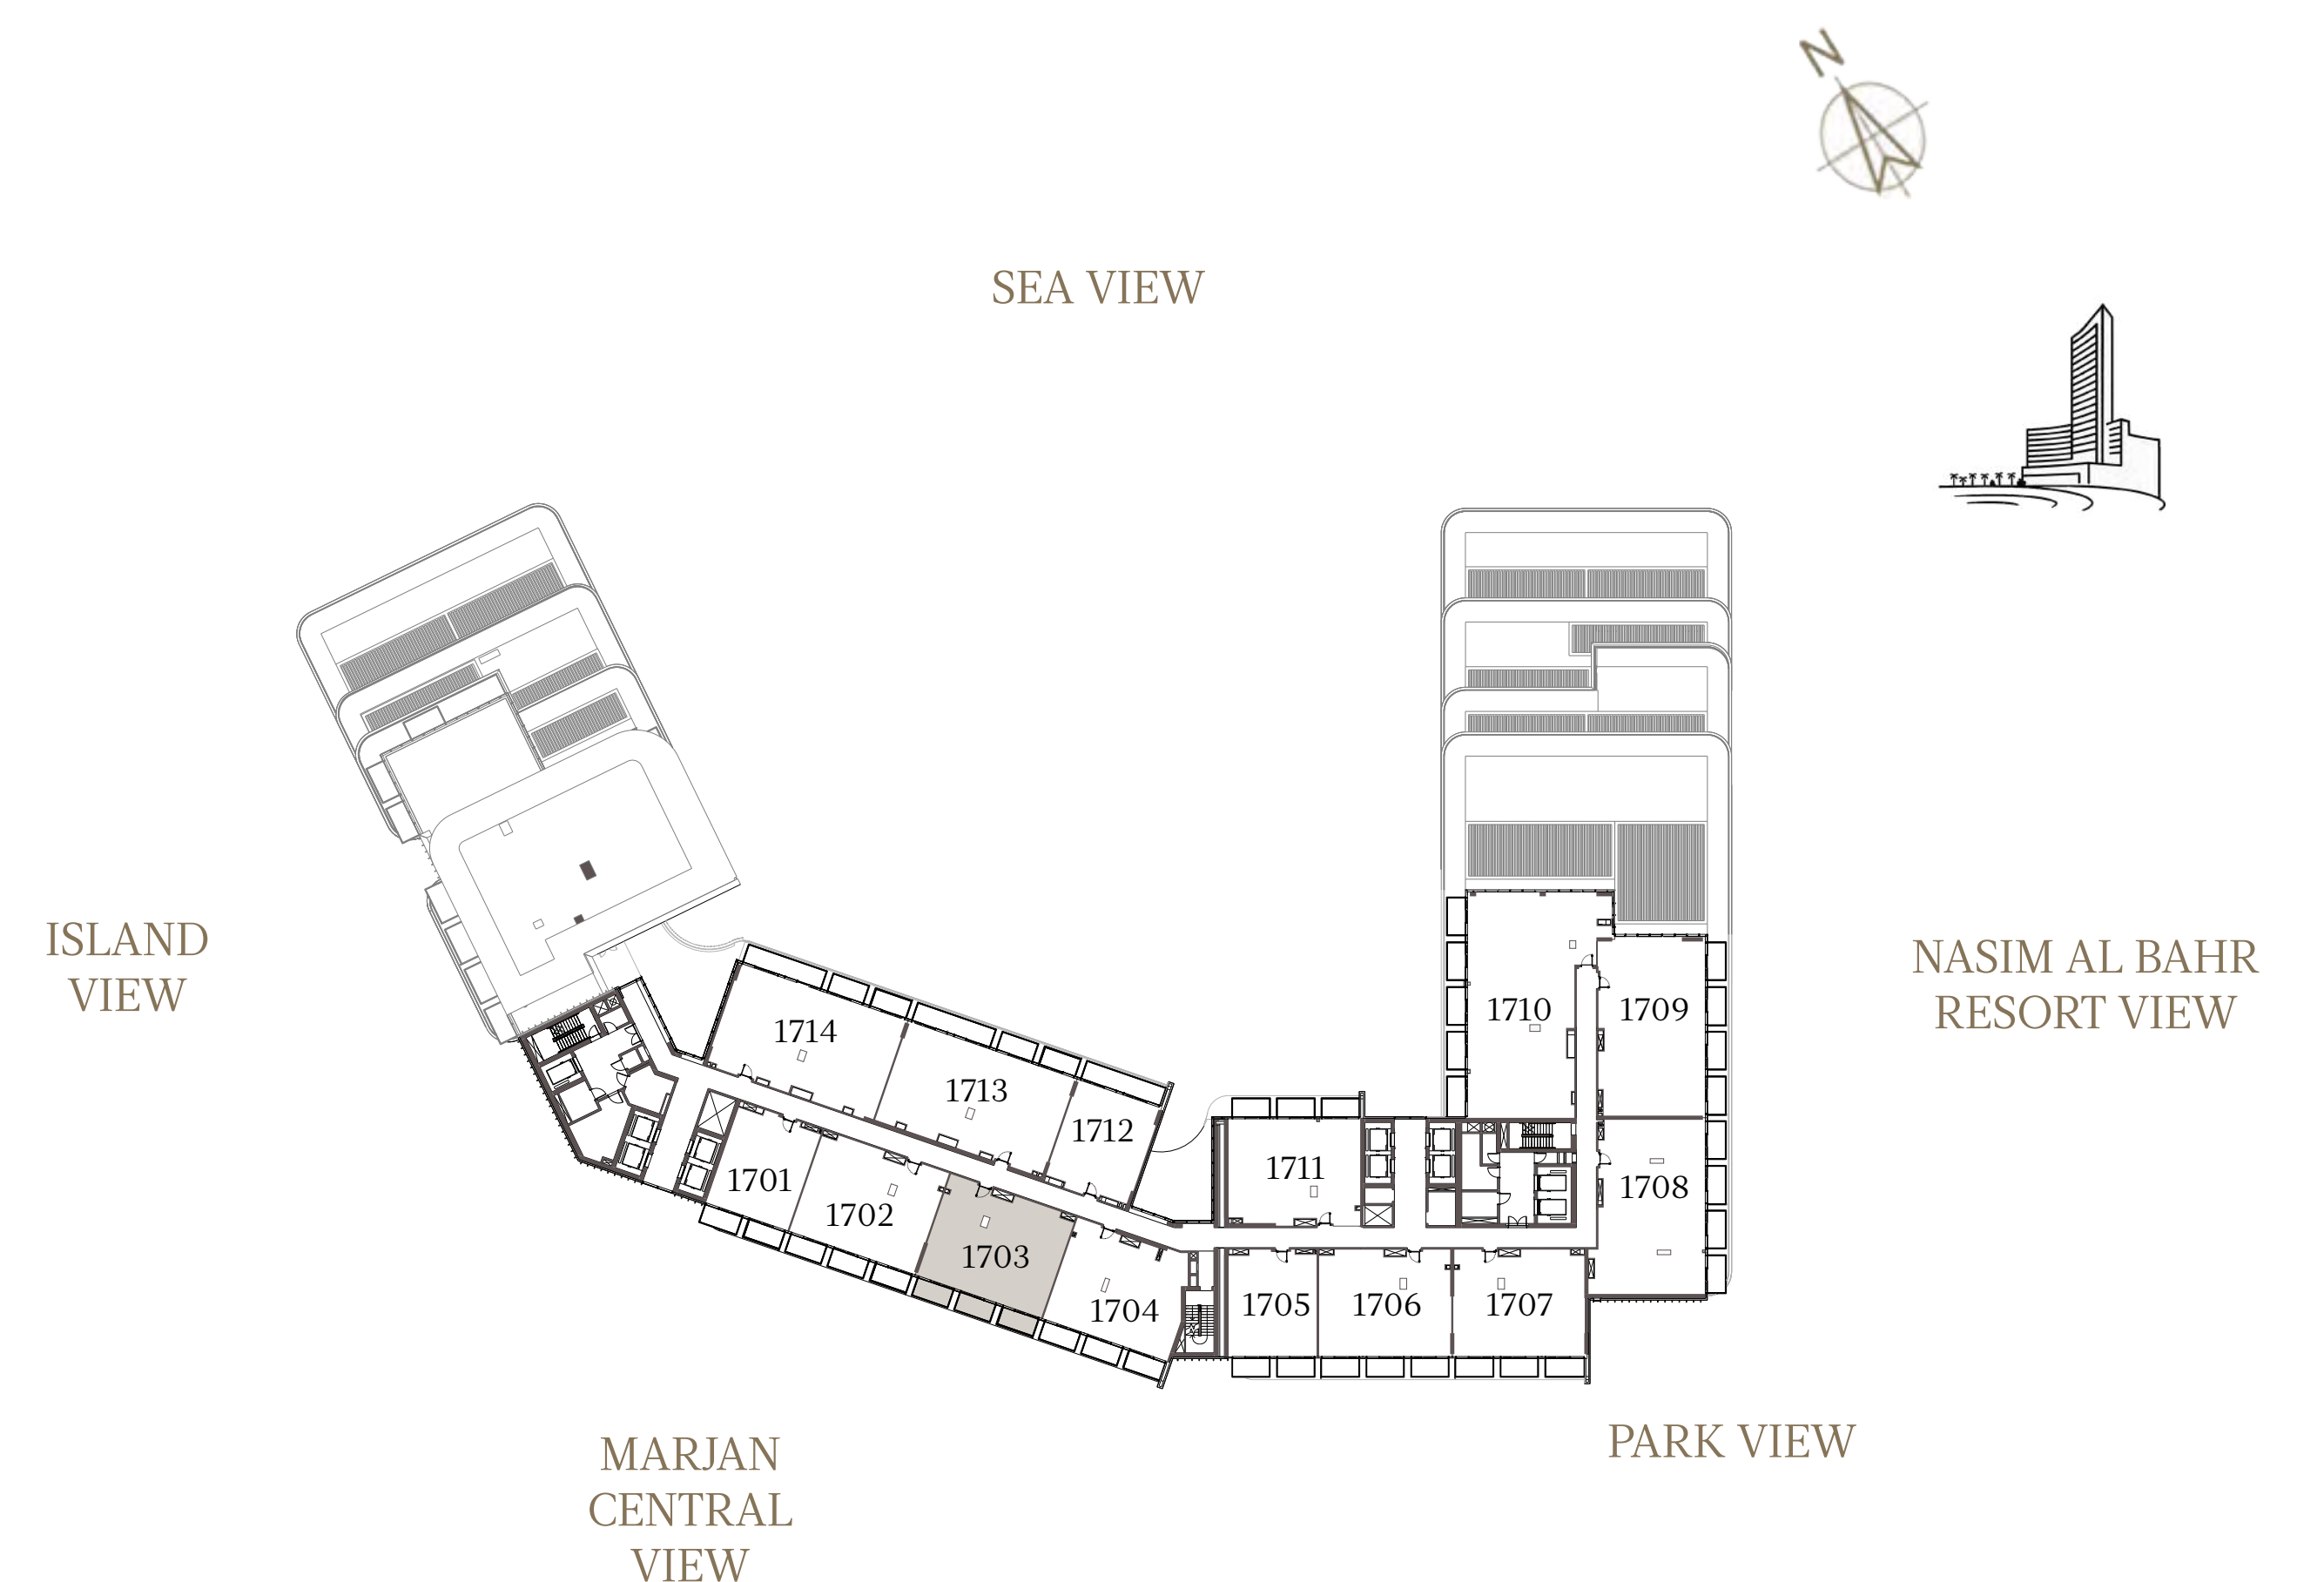 N
SEA VIEW
ISLAND
VIEW
NASIM AL BAHR
RESORT VIEW
1710
1709
1714
1713
1712
1711
1701
1708
1702
1703
1704
1705
1706
1707
MARJAN
CENTRAL
VIEW
PARK VIEW